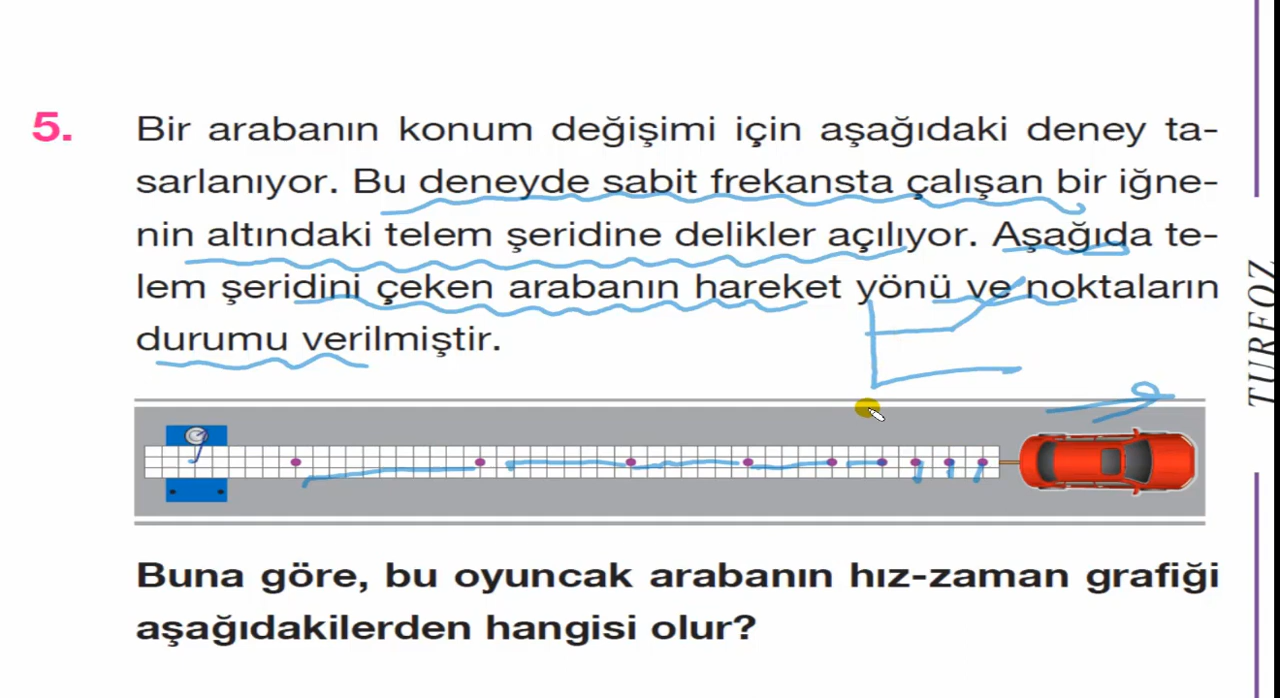 5. Bir arabanın konum değişimi için aşağıdaki deney ta-
sarlanıyor. Bu deneyde sabit frekansta çalışan bir iğne-
nin altındaki telem şeridine delikler açılıyor. Aşağıda te-
lem şeridini çeken arabanın hareket yönü ve noktaların
durumu verilmiştir.
Buna göre, bu oyuncak arabanın hız-zaman grafiği
aşağıdakilerden hangisi olur?
TURFOZ